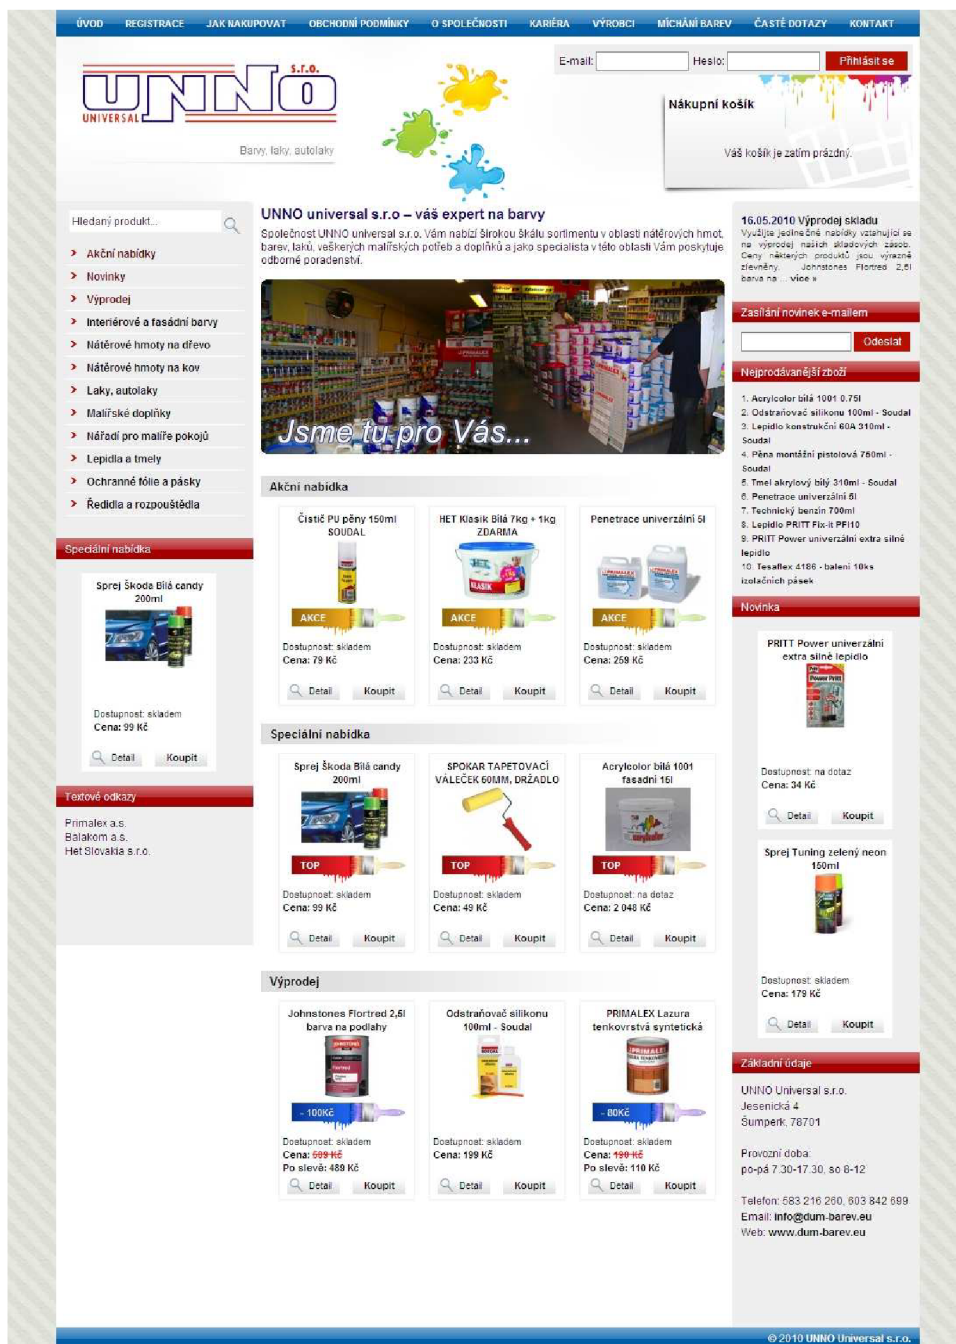 ÚVOD REGISTRACE JAK NAKUPOVAT OBCHODNÍ PODMÍNKY O SPOLEČNOSTI KARIÉRA VÝROBCI MÍCHÁNÍ BAREV ČASTÉ DOTAZY KONTAKT
E-mail: Heslo: Přihlásit se
UNNO s.r.o.
UNIVERSAL
Barvy, laky, autolaky
Nákupní košík
Váš košík je zatím prázdný.
Hledaný produkt...
Akční nabídky
Novinky
Výprodej
Interiérové a fasádní barvy
Nátěrové hmoty na dřevo
Nátěrové hmoty na kov
Laky, autolaky
Malířské doplňky
Nářadí pro malíře pokojů
Lepidla a tmely
Ochranné fólie a pásky
Ředidla a rozpouštědla
Speciální nabídka
Sprej Škoda Bílá candy
200ml
Dostupnost: skladem
Cena: 99 Kč
Detail Koupit
Textové odkazy
Primalex a.s.
Balakom a.s.
Het Slovakia s.r.o.
UNNO universal s.r.o – váš expert na barvy
Společnost UNNO universal s.r.o. Vám nabízí širokou škálu sortimentu v oblasti nátěrových hmot,
barev, laků, veškerých malířských potřeb a doplňků a jako specialista v této oblasti Vám poskytuje
odborné poradenství.
Jsme tu pro Vás...
Akční nabídka
Čistič PU pěny 150ml
SOUDAL
AKCE
Dostupnost: skladem
Cena: 79 Kč
Detail Koupit
HET Klasik Bílá 7kg + 1kg
ZDARMA
HET
KLASIK
AKCE
Dostupnost: skladem
Cena: 233 Kč
Detail Koupit
Penetrace univerzální 5l
AKCE
Dostupnost: skladem
Cena: 259 Kč
Detail Koupit
Speciální nabídka
Sprej Škoda Bílá candy
200ml
TOP
Dostupnost: skladem
Cena: 99 Kč
Detail Koupit
SPOKAR TAPETOVACÍ
VÁLEČEK 50MM, DRŽADLO
TOP
Dostupnost: skladem
Cena: 49 Kč
Detail Koupit
Acrylcolor bílá 1001
fasádní 15l
TOP
Dostupnost: na dotaz
Cena: 2 048 Kč
Detail Koupit
Výprodej
Johnstones Flortred 2,5l
barva na podlahy
- 100Kč
Dostupnost: skladem
Cena: 589 Kč
Po slevě: 489 Kč
Detail Koupit
Odstraňovač silikonu
100ml - Soudal
Dostupnost: skladem
Cena: 199 Kč
Detail Koupit
PRIMALEX Lazura
tenkovrstvá syntetická
PRIMALEX
- 80Kč
Dostupnost: skladem
Cena: 190 Kč
Po slevě: 110 Kč
Detail Koupit
16.05.2010 Výprodej skladu
Využijte jedinečné nabídky vztahující se
na výprodej našich skladových zásob.
Ceny některých produktů jsou výrazně
zlevněny. Johnstones Flortred 2,5l
barva na ... více »
Zasílání novinek e-mailem
Odeslat
Nejprodávanější zboží
1. Acrylcolor bílá 1001 0.75l
2. Odstraňovač silikonu 100ml - Soudal
3. Lepidlo konstrukční 60A 310ml -
Soudal
4. Pěna montážní pistolová 750ml -
Soudal
5. Tmel akrylový bílý 310ml - Soudal
6. Penetrace univerzální 5l
7. Technický benzín 700ml
8. Lepidlo PRITT Fix-it PFI10
9. PRITT Power univerzální extra silné
lepidlo
10. Tesaflex 4186 - balení 10ks
izolačních pásek
Novinka
PRITT Power univerzální
extra silné lepidlo
Power Pritt
Dostupnost: na dotaz
Cena: 34 Kč
Detail Koupit
Sprej Tuning zelený neon
150ml
Dostupnost: skladem
Cena: 179 Kč
Detail Koupit
Základní údaje
UNNO Universal s.r.o.
Jesenická 4
Šumperk, 78701
Provozní doba:
po-pá 7.30-17.30, so 8-12
Telefon: 583 216 260, 603 842 699
Email: info@dum-barev.eu
Web: www.dum-barev.eu
© 2010 UNNO Universal s.r.o.